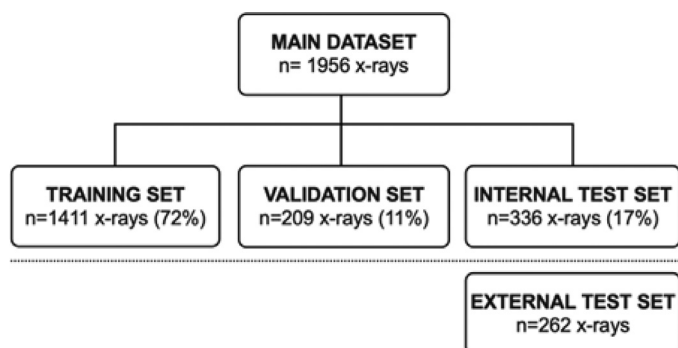 MAIN DATASET
n= 1956 x-rays
TRAINING SET
n=1411 x-rays (72%)
VALIDATION SET
n=209 x-rays (11%)
INTERNAL TEST SET
n=336 x-rays (17%)
EXTERNAL TEST SET
n=262 x-rays